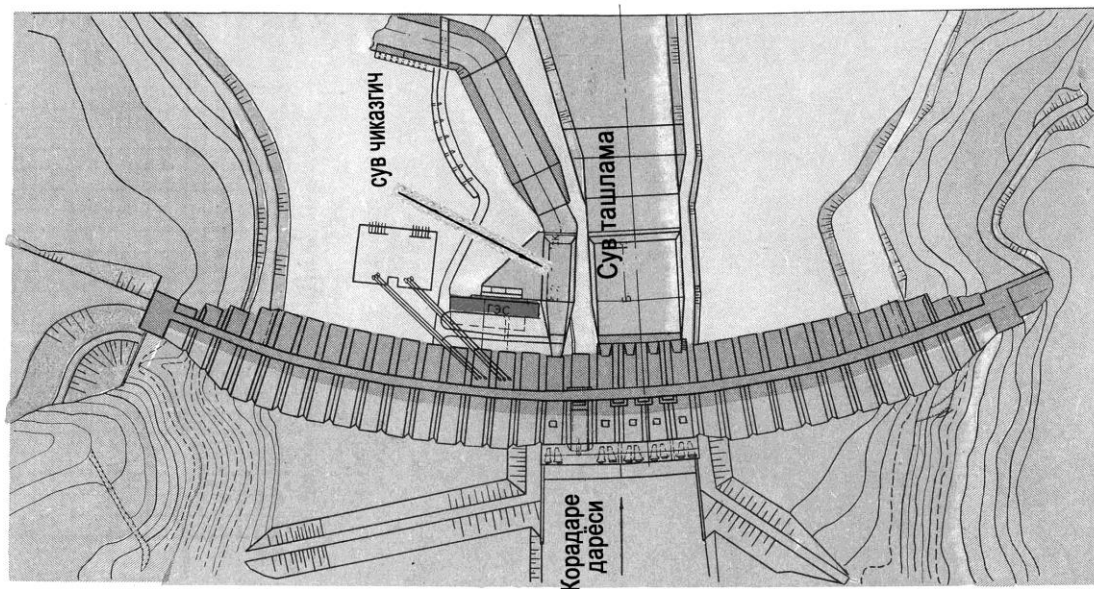 сув чиказгич
Сув ташлама
ГЭС
Корадаре
дарёси